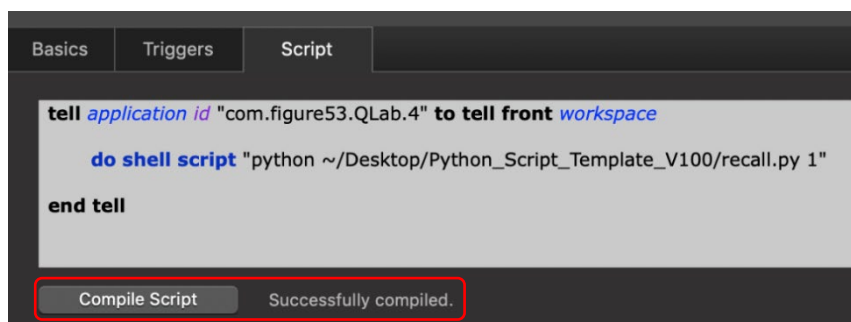 Basics Triggers Script
tell application id "com.figure53.QLab.4" to tell front workspace
do shell script "python ~/Desktop/Python_Script_Template_V100/recall.py 1"
end tell
Compile Script Successfully compiled.